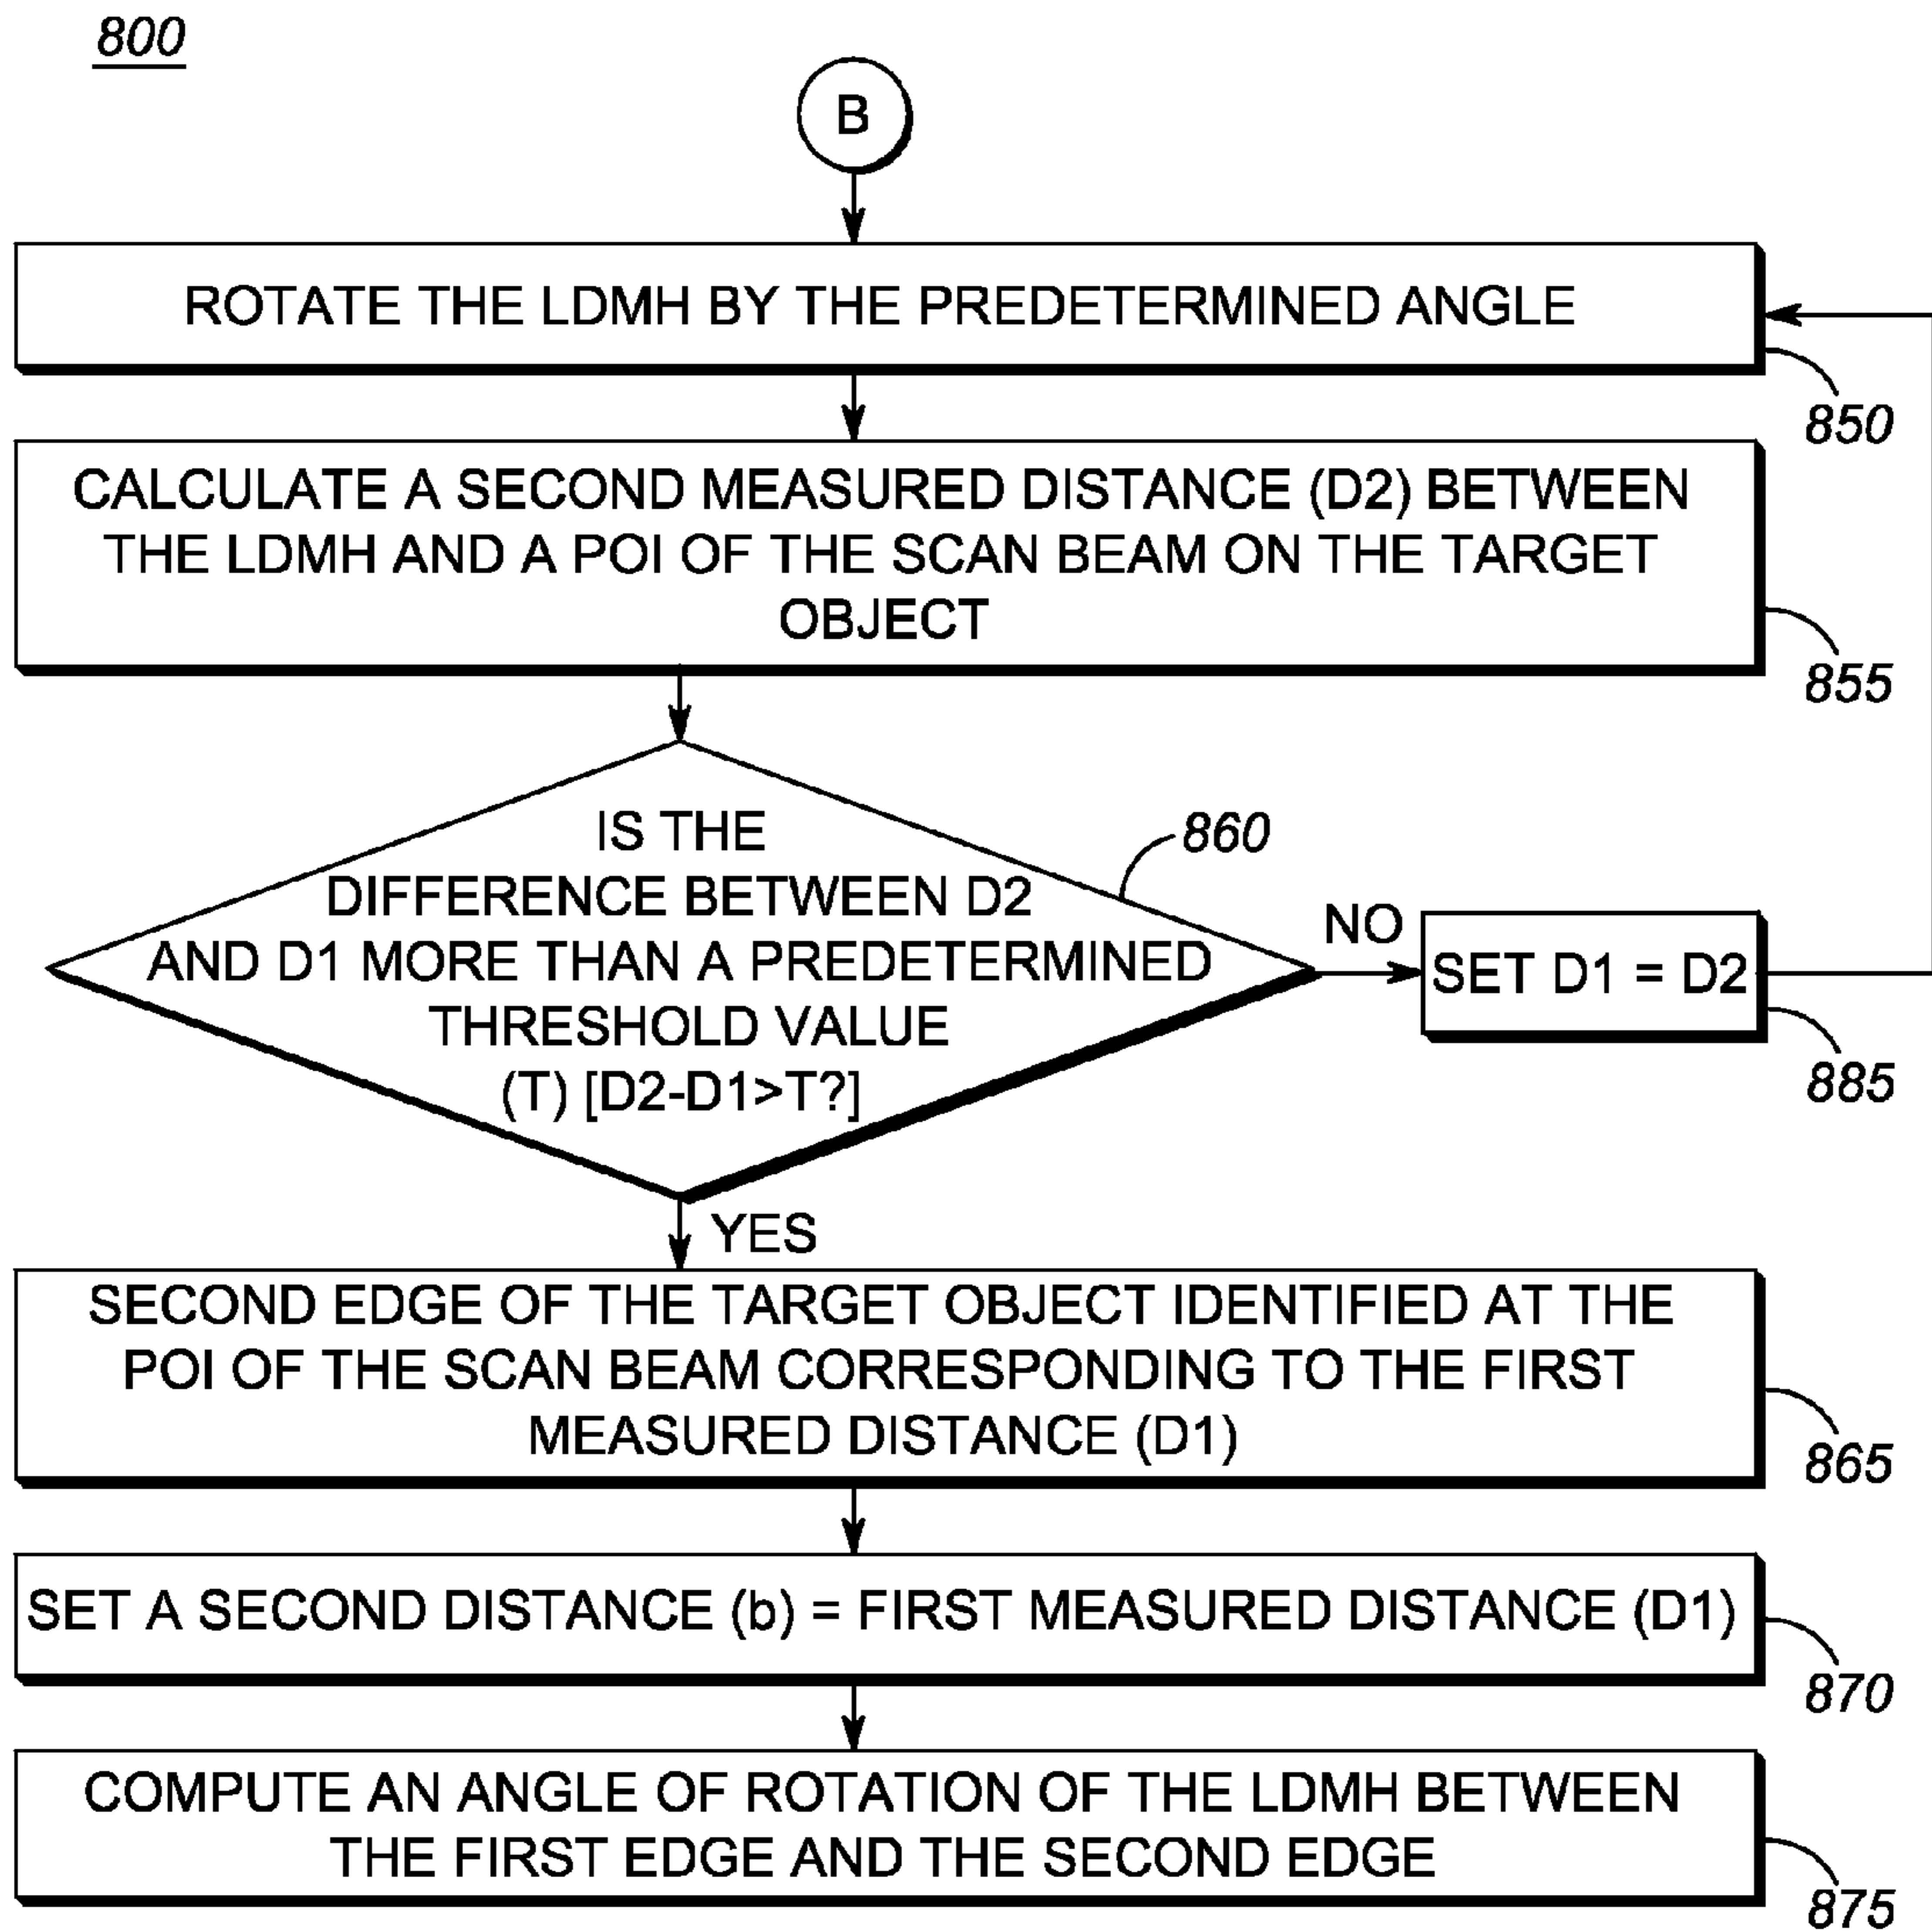 800
B
ROTATE THE LDMH BY THE PREDETERMINED ANGLE
850
CALCULATE A SECOND MEASURED DISTANCE (D2) BETWEEN
THE LDMH AND A POI OF THE SCAN BEAM ON THE TARGET
OBJECT
855
IS THE
DIFFERENCE BETWEEN D2
AND D1 MORE THAN A PREDETERMINED
THRESHOLD VALUE
(T) [D2-D1>T?]
860
NO
SET D1 = D2
885
YES
SECOND EDGE OF THE TARGET OBJECT IDENTIFIED AT THE
POI OF THE SCAN BEAM CORRESPONDING TO THE FIRST
MEASURED DISTANCE (D1)
865
SET A SECOND DISTANCE (b) = FIRST MEASURED DISTANCE (D1)
870
COMPUTE AN ANGLE OF ROTATION OF THE LDMH BETWEEN
THE FIRST EDGE AND THE SECOND EDGE
875